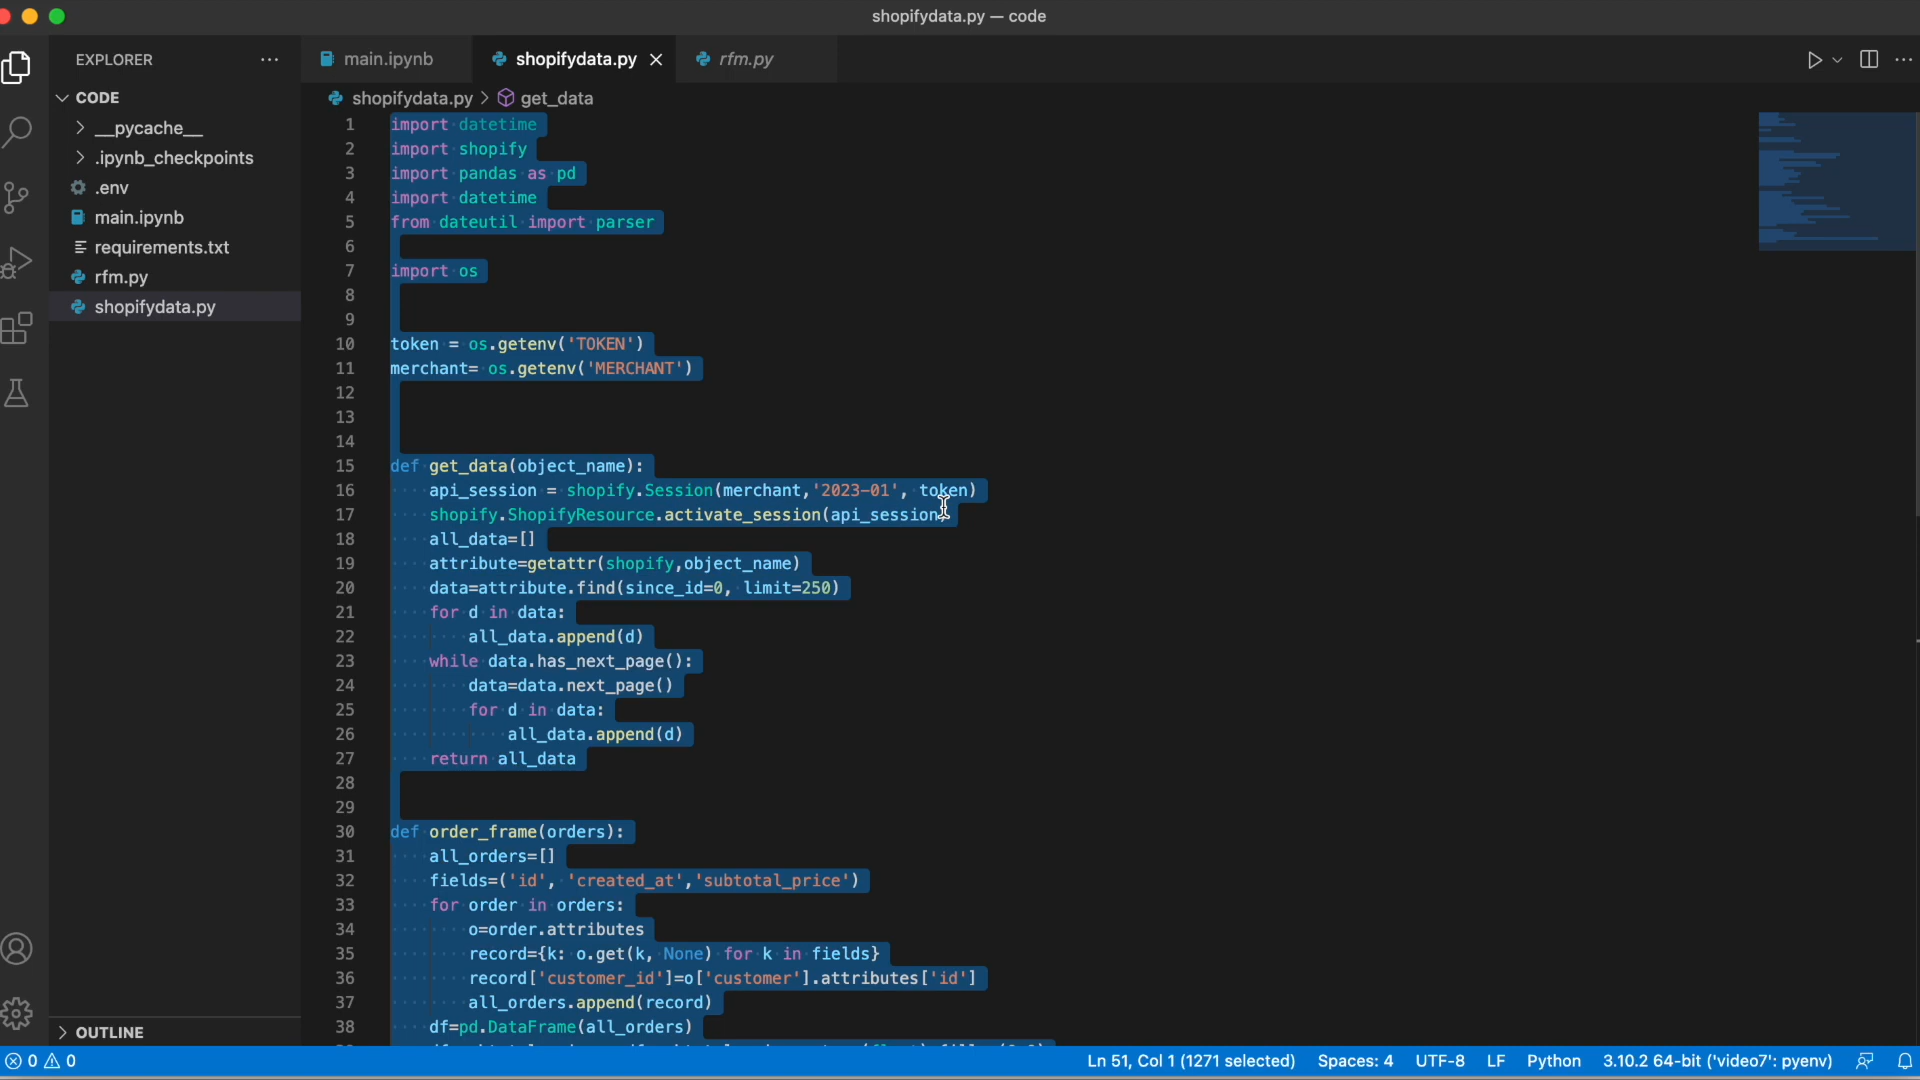 shopifydata.py — code
EXPLORER
main.ipynb
shopifydata.py
rfm.py
CODE
shopifydata.py > get_data
__pycache__
.ipynb_checkpoints
.env
main.ipynb
requirements.txt
rfm.py
shopifydata.py
1 import datetime
2 import shopify
3 import pandas as pd
4 import datetime
5 from dateutil import parser
6
7 import os
8
9
10 token = os.getenv('TOKEN')
11 merchant= os.getenv('MERCHANT')
12
13
14
15 def get_data(object_name):
16     api_session = shopify.Session(merchant,'2023-01', token)
17     shopify.ShopifyResource.activate_session(api_session)
18     all_data=[]
19     attribute=getattr(shopify,object_name)
20     data=attribute.find(since_id=0, limit=250)
21     for d in data:
22         all_data.append(d)
23     while data.has_next_page():
24         data=data.next_page()
25         for d in data:
26             all_data.append(d)
27     return all_data
28
29
30 def order_frame(orders):
31     all_orders=[]
32     fields=('id', 'created_at','subtotal_price')
33     for order in orders:
34         o=order.attributes
35         record={k: o.get(k, None) for k in fields}
36         record['customer_id']=o['customer'].attributes['id']
37         all_orders.append(record)
38     df=pd.DataFrame(all_orders)
OUTLINE
0 0
Ln 51, Col 1 (1271 selected)
Spaces: 4
UTF-8
LF
Python
3.10.2 64-bit ('video7': pyenv)